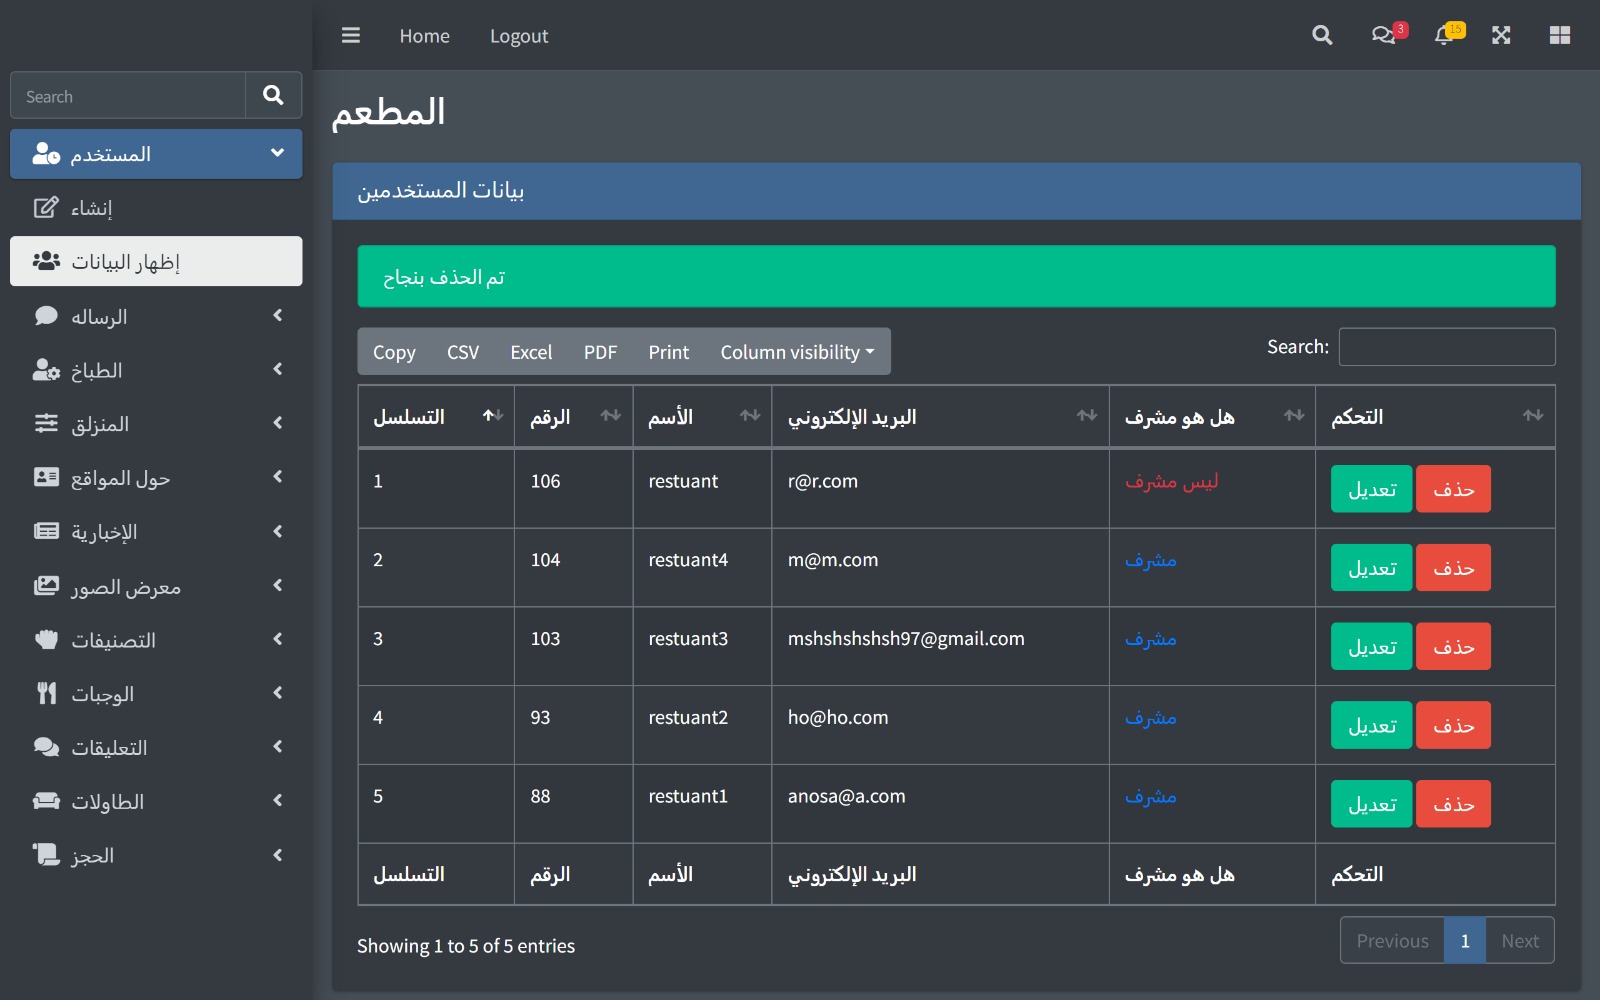 Home
Logout
3
15
Search
المستخدم
إنشاء
إظهار البيانات
الرساله
الطباخ
المنزلق
حول المواقع
الإخبارية
معرض الصور
التصنيفات
الوجبات
التعليقات
الطاولات
الحجز
المطعم
بيانات المستخدمين
تم الحذف بنجاح
Copy CSV Excel PDF Print Column visibility
Search:
التسلسل الرقم الأسم البريد الإلكتروني هل هو مشرف التحكم
1 106 restuant r@r.com ليس مشرف تعديل حذف
2 104 restuant4 m@m.com مشرف تعديل حذف
3 103 restuant3 mshshshshsh97@gmail.com مشرف تعديل حذف
4 93 restuant2 ho@ho.com مشرف تعديل حذف
5 88 restuant1 anosa@a.com مشرف تعديل حذف
التسلسل الرقم الأسم البريد الإلكتروني هل هو مشرف التحكم
Showing 1 to 5 of 5 entries
Previous 1 Next